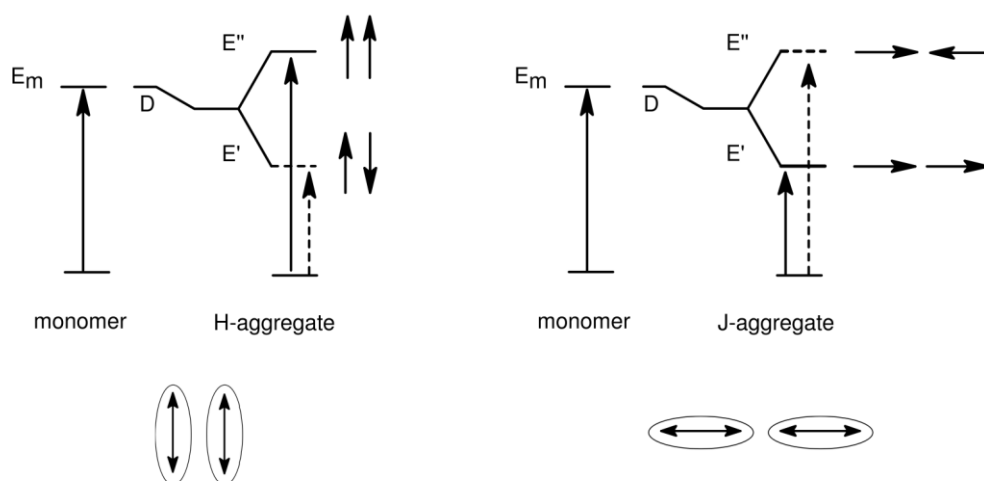 E"
Em
D
E'
monomer
H-aggregate
E"
Em
D
E'
monomer
J-aggregate